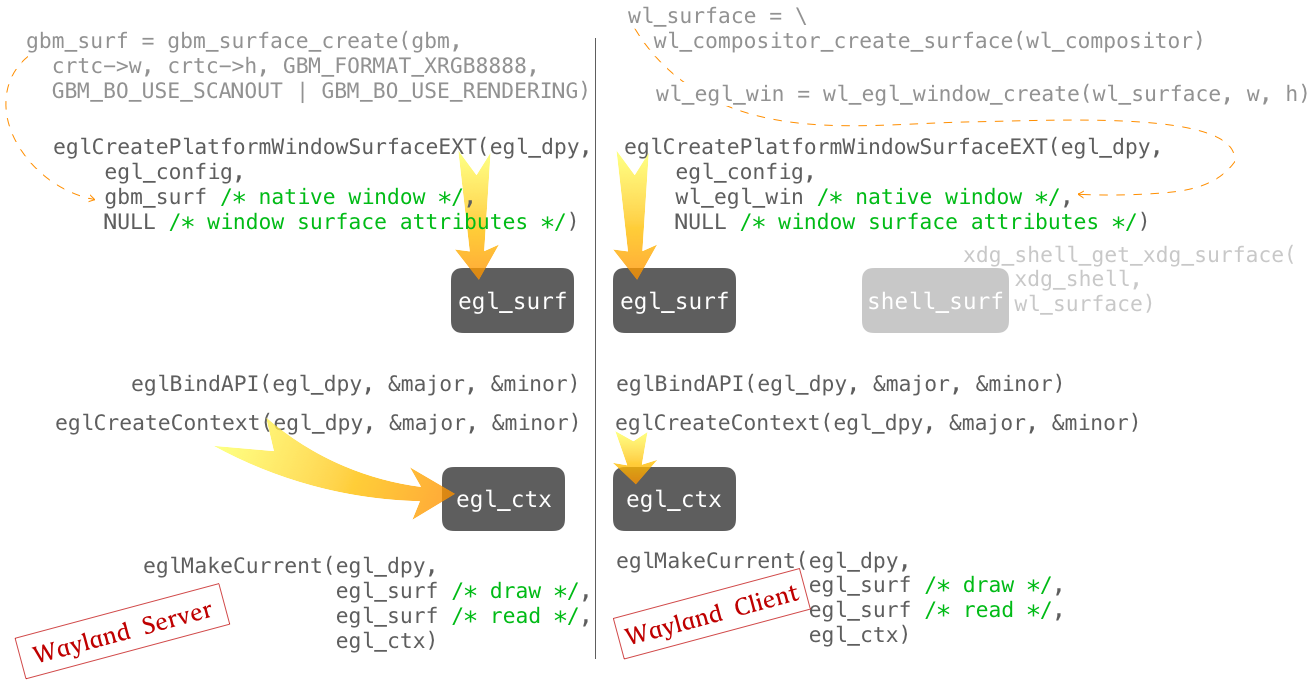 gbm_surf = gbm_surface_create(gbm,
crtc->w, crtc->h, GBM_FORMAT_XRGB8888,
GBM_BO_USE_SCANOUT | GBM_BO_USE_RENDERING)
eglCreatePlatformWindowSurfaceEXT(egl_dpy,
egl_config,
gbm_surf /* native window */,
NULL /* window surface attributes */)
egl_surf
eglBindAPI(egl_dpy, &major, &minor)
eglCreateContext(egl_dpy, &major, &minor)
egl_ctx
eglMakeCurrent(egl_dpy,
egl_surf /* draw */,
egl_surf /* read */,
egl_ctx)
Wayland Server
wl_surface = \
wl_compositor_create_surface(wl_compositor)
wl_egl_win = wl_egl_window_create(wl_surface, w, h)
eglCreatePlatformWindowSurfaceEXT(egl_dpy,
egl_config,
wl_egl_win /* native window */,
NULL /* window surface attributes */)
xdg_shell_get_xdg_surface(
xdg_shell,
wl_surface)
egl_surf
shell_surf
eglBindAPI(egl_dpy, &major, &minor)
eglCreateContext(egl_dpy, &major, &minor)
egl_ctx
eglMakeCurrent(egl_dpy,
egl_surf /* draw */,
egl_surf /* read */,
egl_ctx)
Wayland Client